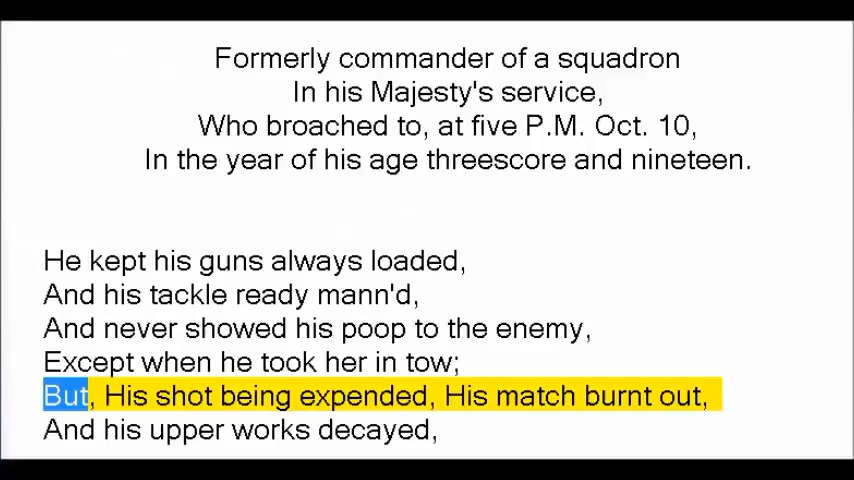 Formerly commander of a squadron
In his Majesty's service,
Who broached to, at five P.M. Oct. 10,
In the year of his age threescore and nineteen.
He kept his guns always loaded,
And his tackle ready mann'd,
And never showed his poop to the enemy,
Except when he took her in tow;
But, His shot being expended, His match burnt out,
And his upper works decayed,